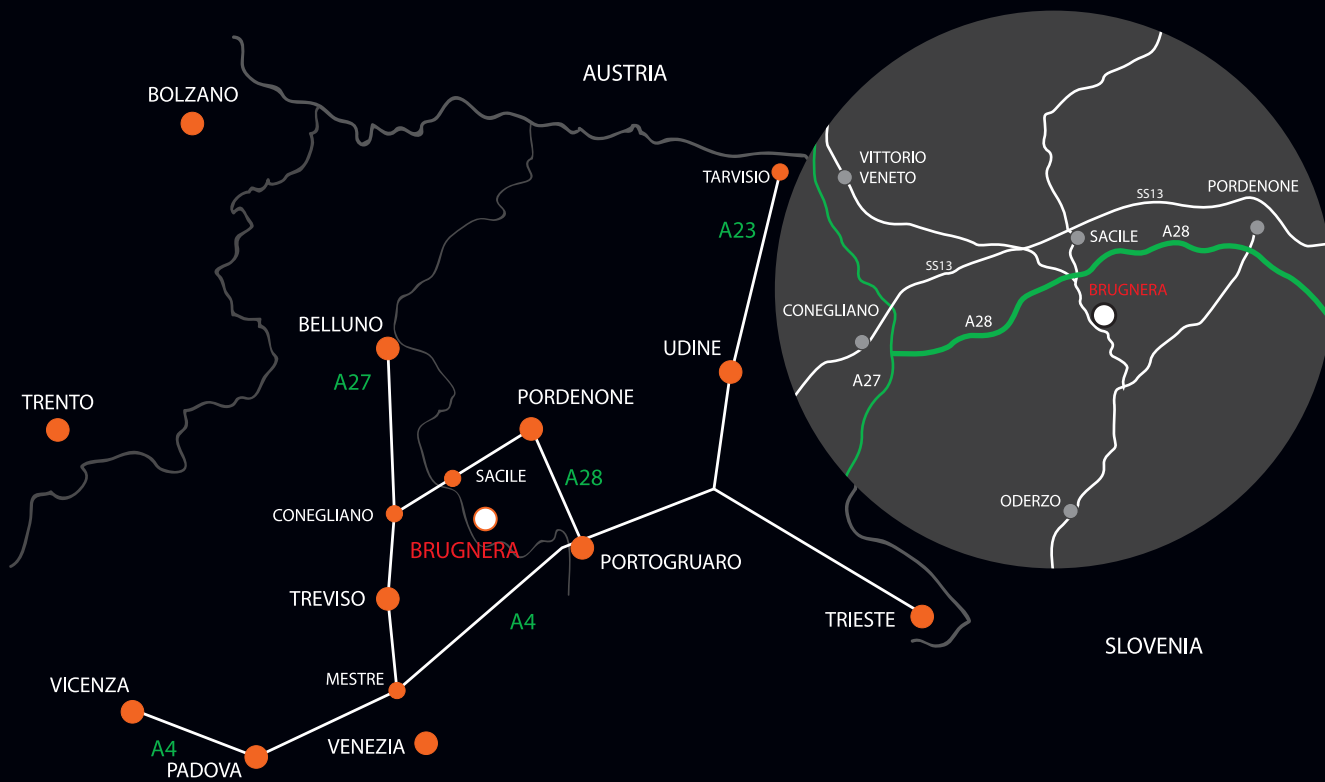 AUSTRIA
BOLZANO
TARVISIO
A23
BELLUNO
A27
UDINE
TRENTO
PORDENONE
SACILE
A28
CONEGLIANO
BRUGNERA
PORTOGRUARO
TREVISO
A4
TRIESTE
SLOVENIA
MESTRE
VICENZA
A4
VENEZIA
PADOVA
VITTORIO
VENETO
SS13
PORDENONE
SACILE
A28
SS13
BRUGNERA
CONEGLIANO
A28
A27
ODERZO